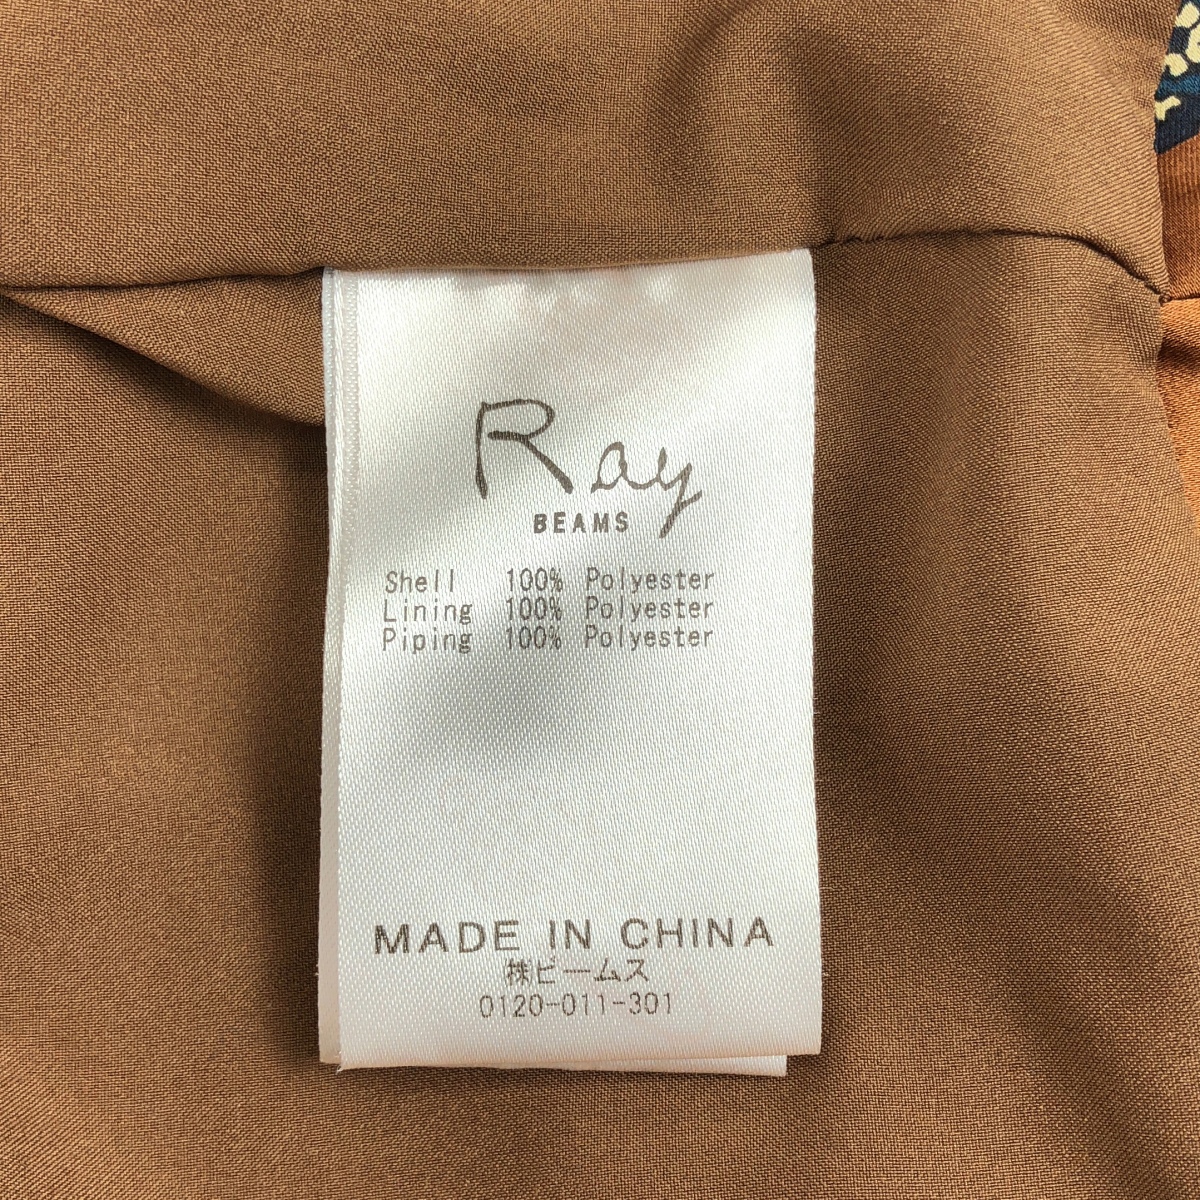 Ray
BEAMS
Shell 100% Polyester
Lining 100% Polyester
Piping 100% Polyester
MADE IN CHINA
㈱ビームス
0120-011-301